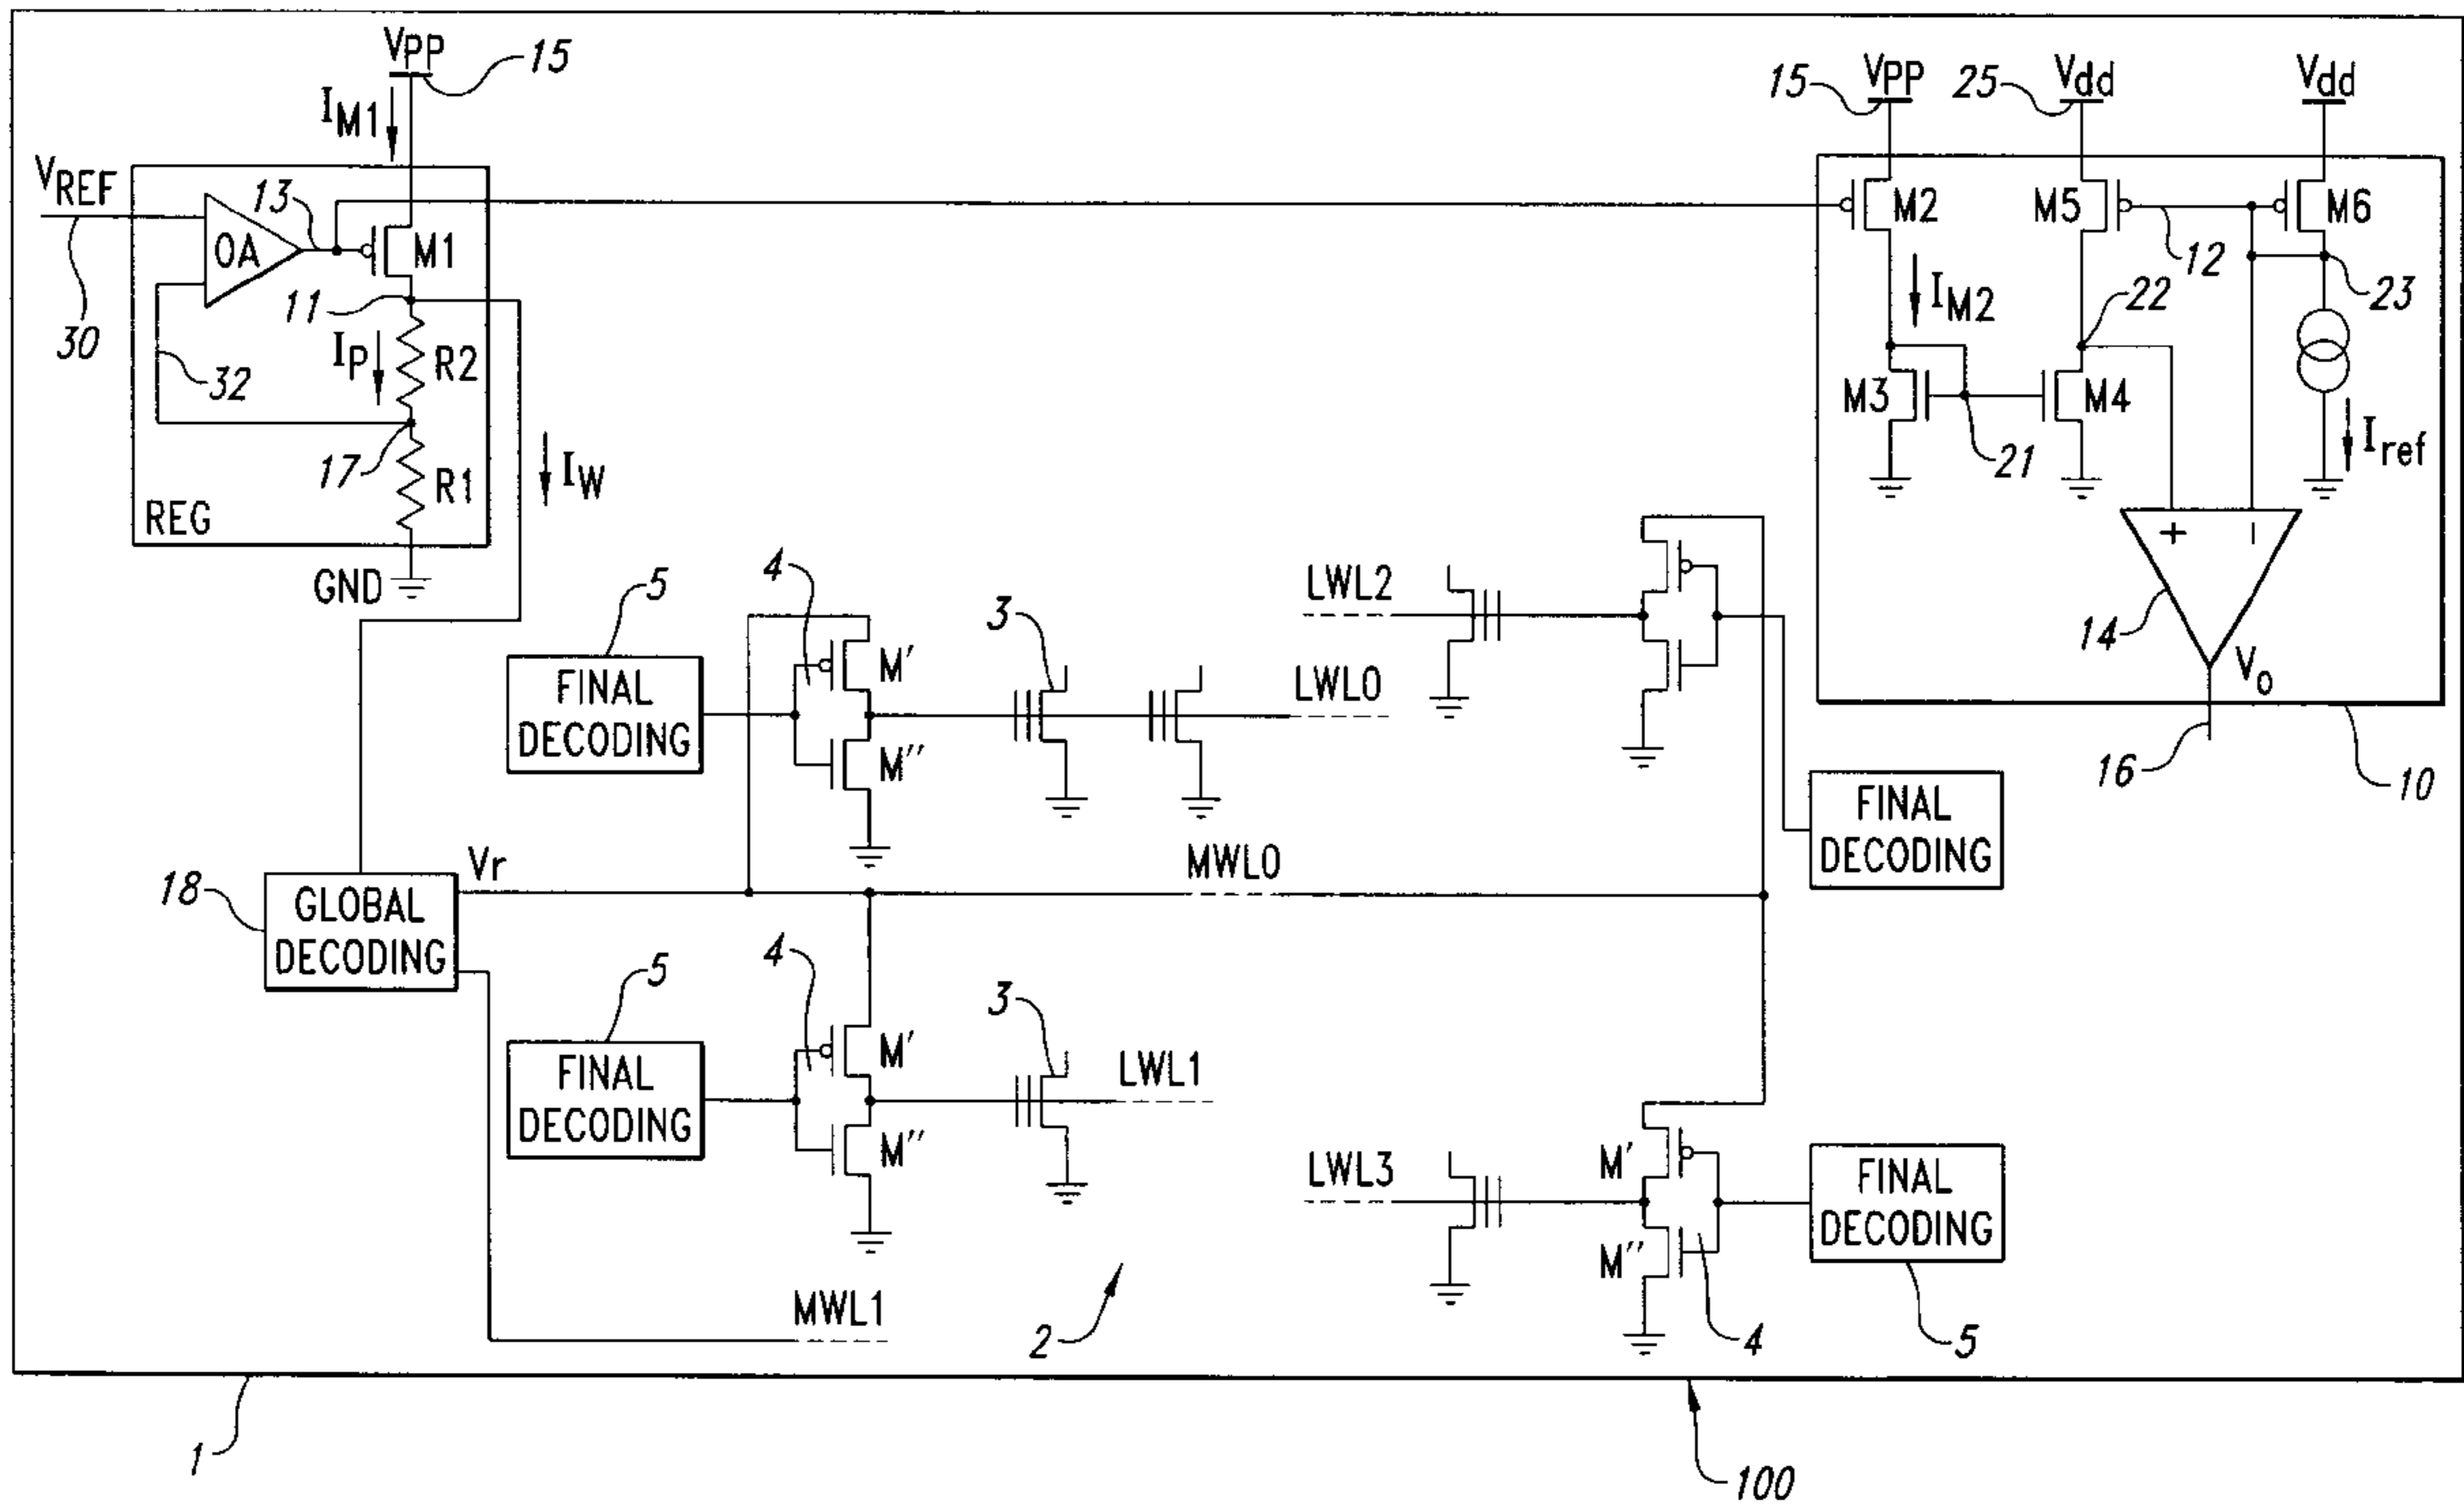 VPP
15
IM1
VREF
13
OA
M1
11
30
32
IP
R2
17
R1
IW
REG
GND
15
VPP
25
Vdd
Vdd
M2
M5
M6
12
IM2
22
23
M3
M4
21
Iref
+
−
14
Vo
16
10
5
4
3
FINAL
DECODING
M'
M''
LWL0
LWL2
FINAL
DECODING
18
GLOBAL
DECODING
Vr
MWL0
5
4
3
FINAL
DECODING
M'
M''
LWL1
LWL3
M'
M''
FINAL
DECODING
4
5
MWL1
2
1
100